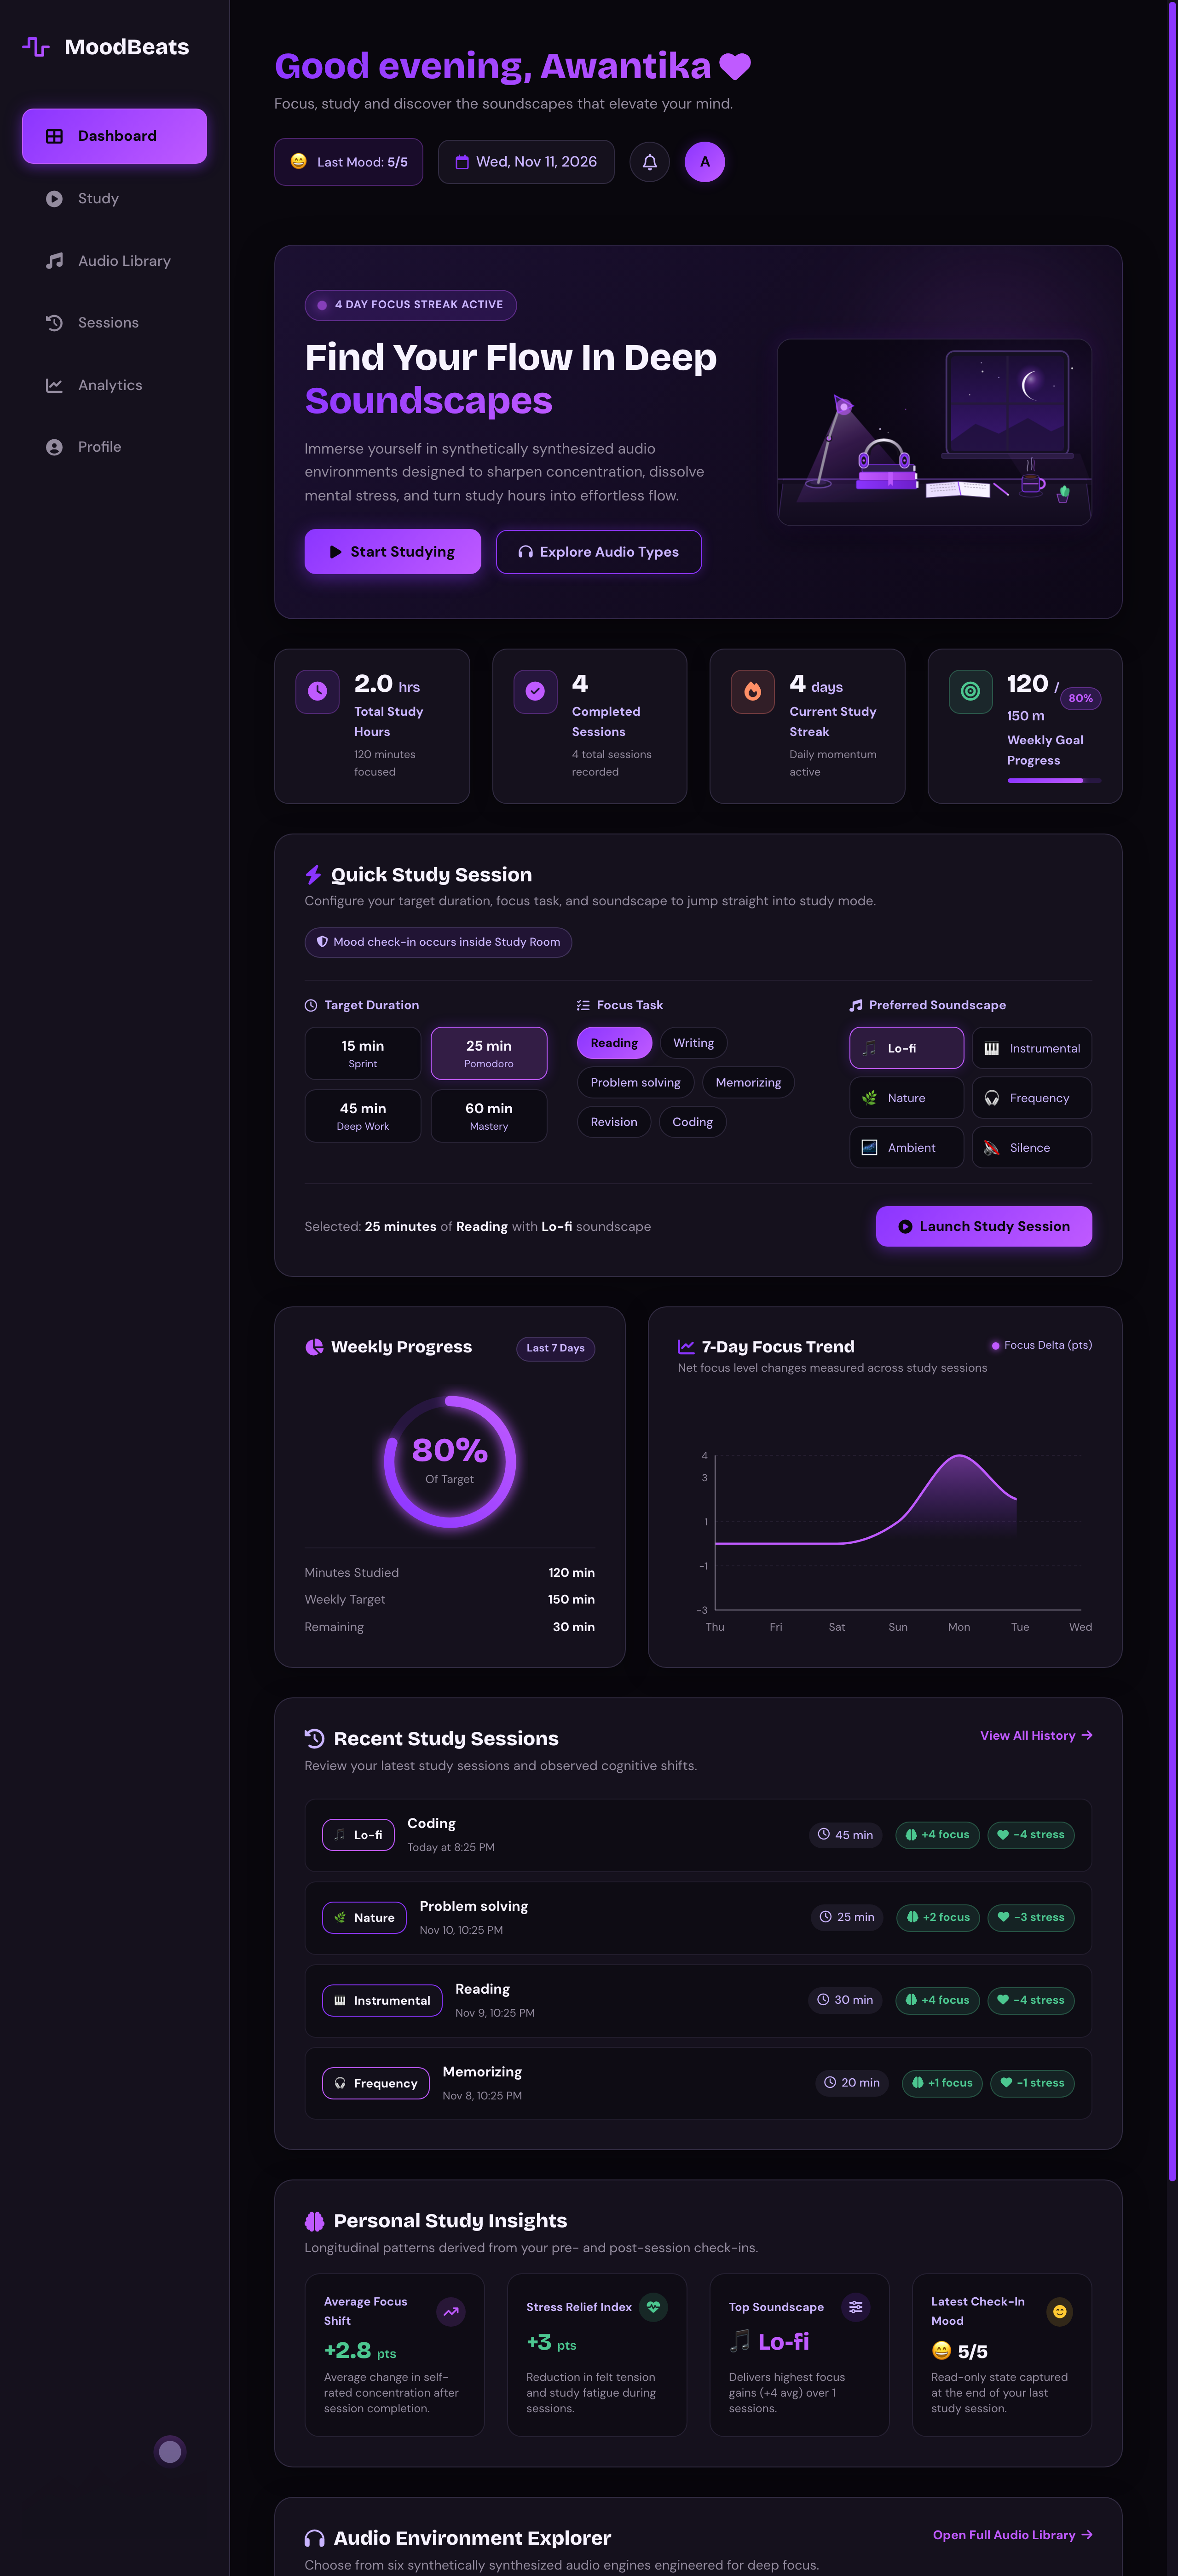 MoodBeats
Dashboard
Study
Audio Library
Sessions
Analytics
Profile
Good evening, Awantika
Focus, study and discover the soundscapes that elevate your mind.
Last Mood: 5/5
Wed, Nov 11, 2026
A
4 DAY FOCUS STREAK ACTIVE
Find Your Flow In Deep
Soundscapes
Immerse yourself in synthetically synthesized audio
environments designed to sharpen concentration, dissolve
mental stress, and turn study hours into effortless flow.
Start Studying
Explore Audio Types
2.0 hrs
Total Study
Hours
120 minutes
focused
4
Completed
Sessions
4 total sessions
recorded
4 days
Current Study
Streak
Daily momentum
active
120 /
150 m
80%
Weekly Goal
Progress
Quick Study Session
Configure your target duration, focus task, and soundscape to jump straight into study mode.
Mood check-in occurs inside Study Room
Target Duration
15 min
Sprint
25 min
Pomodoro
45 min
Deep Work
60 min
Mastery
Focus Task
Reading
Writing
Problem solving
Memorizing
Revision
Coding
Preferred Soundscape
Lo-fi
Instrumental
Nature
Frequency
Ambient
Silence
Selected: 25 minutes of Reading with Lo-fi soundscape
Launch Study Session
Weekly Progress
Last 7 Days
80%
Of Target
Minutes Studied 120 min
Weekly Target 150 min
Remaining 30 min
7-Day Focus Trend
Focus Delta (pts)
Net focus level changes measured across study sessions
4
3
1
-1
-3
Thu Fri Sat Sun Mon Tue Wed
Recent Study Sessions
View All History
Review your latest study sessions and observed cognitive shifts.
Lo-fi
Coding
Today at 8:25 PM
45 min
+4 focus
-4 stress
Nature
Problem solving
Nov 10, 10:25 PM
25 min
+2 focus
-3 stress
Instrumental
Reading
Nov 9, 10:25 PM
30 min
+4 focus
-4 stress
Frequency
Memorizing
Nov 8, 10:25 PM
20 min
+1 focus
-1 stress
Personal Study Insights
Longitudinal patterns derived from your pre- and post-session check-ins.
Average Focus
Shift
+2.8 pts
Average change in self-
rated concentration after
session completion.
Stress Relief Index
+3 pts
Reduction in felt tension
and study fatigue during
sessions.
Top Soundscape
Lo-fi
Delivers highest focus
gains (+4 avg) over 1
sessions.
Latest Check-In
Mood
5/5
Read-only state captured
at the end of your last
study session.
Audio Environment Explorer
Open Full Audio Library
Choose from six synthetically synthesized audio engines engineered for deep focus.